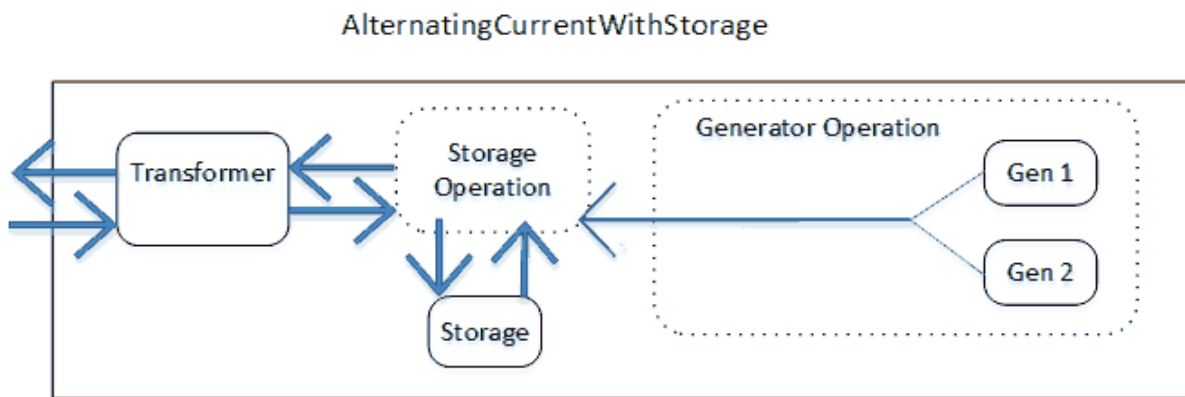 AlternatingCurrentWithStorage
Transformer
Storage
Operation
Generator Operation
Gen 1
Gen 2
Storage